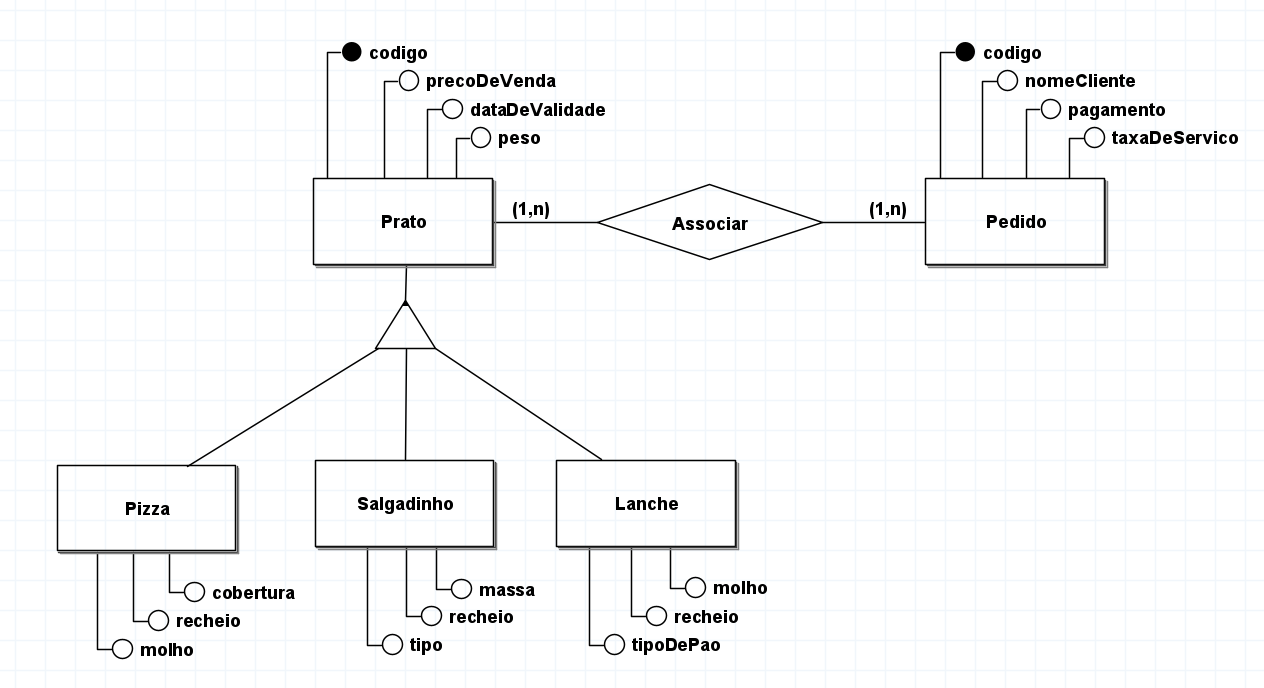 codigo
precoDeVenda
dataDeValidade
peso
codigo
nomeCliente
pagamento
taxaDeServico
Prato
(1,n)
Associar
(1,n)
Pedido
Pizza
cobertura
recheio
molho
Salgadinho
massa
recheio
tipo
Lanche
molho
recheio
tipoDePao